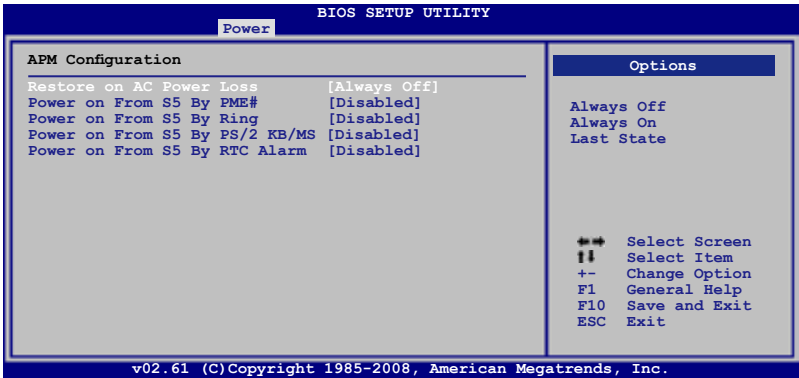 BIOS SETUP UTILITY
Power
APM Configuration
Restore on AC Power Loss [Always Off]
Power on From S5 By PME# [Disabled]
Power on From S5 By Ring [Disabled]
Power on From S5 By PS/2 KB/MS [Disabled]
Power on From S5 By RTC Alarm [Disabled]
Options
Always Off
Always On
Last State
←→ Select Screen
↑↓ Select Item
+- Change Option
F1 General Help
F10 Save and Exit
ESC Exit
v02.61 (C)Copyright 1985-2008, American Megatrends, Inc.